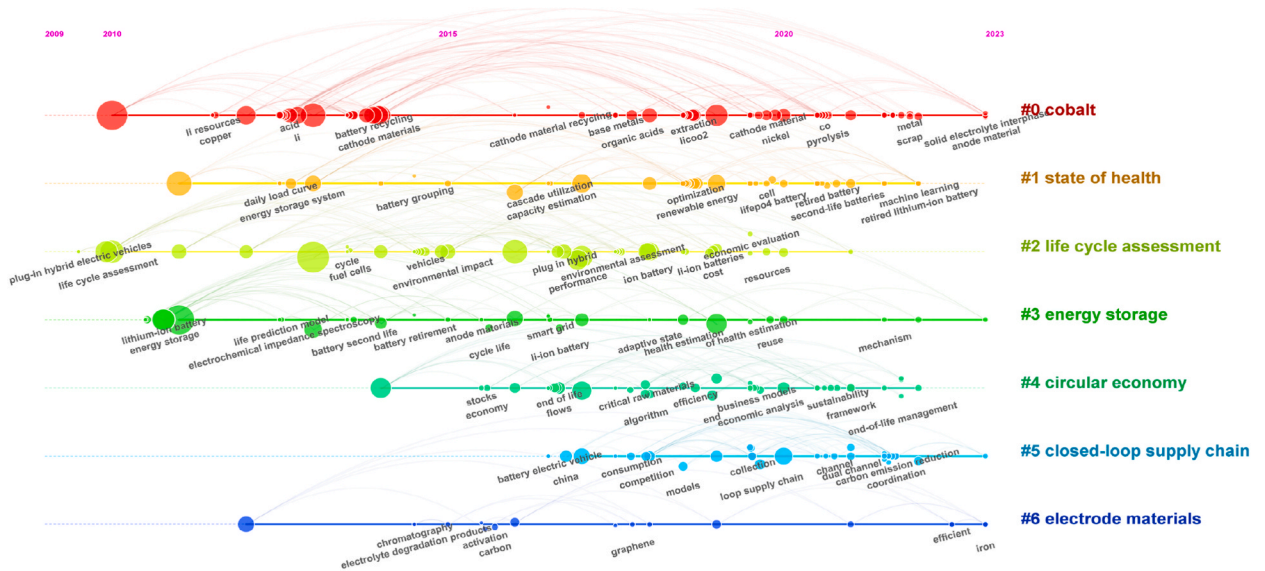 2009 2010 2015 2020 2023
#0 cobalt
li resources
copper
acid
li
battery recycling
cathode materials
cathode material recycling
base metals
organic acids
extraction
licoo2
cathode material
nickel
co
pyrolysis
metal
scrap
solid electrolyte interphase
anode material
#1 state of health
daily load curve
energy storage system
battery grouping
cascade utilization
capacity estimation
optimization
renewable energy
cell
lifepo4 battery
retired battery
second-life batteries
machine learning
retired lithium-ion battery
#2 life cycle assessment
plug-in hybrid electric vehicles
life cycle assessment
cycle
fuel cells
vehicles
environmental impact
plug in hybrid
performance
environmental assessment
ion battery
li-ion batteries
cost
economic evaluation
resources
#3 energy storage
lithium-ion battery
energy storage
life prediction model
electrochemical impedance spectroscopy
battery second life
battery retirement
anode materials
cycle life
smart grid
li-ion battery
adaptive state
health estimation
of health estimation
reuse
mechanism
#4 circular economy
stocks
economy
end of life
flows
critical raw materials
algorithm
efficiency
end
business models
economic analysis
sustainability
framework
end-of-life management
#5 closed-loop supply chain
battery electric vehicle
china
consumption
competition
models
collection
loop supply chain
channel
dual channel
carbon emission reduction
coordination
#6 electrode materials
chromatography
electrolyte degradation products
activation
carbon
graphene
efficient
iron